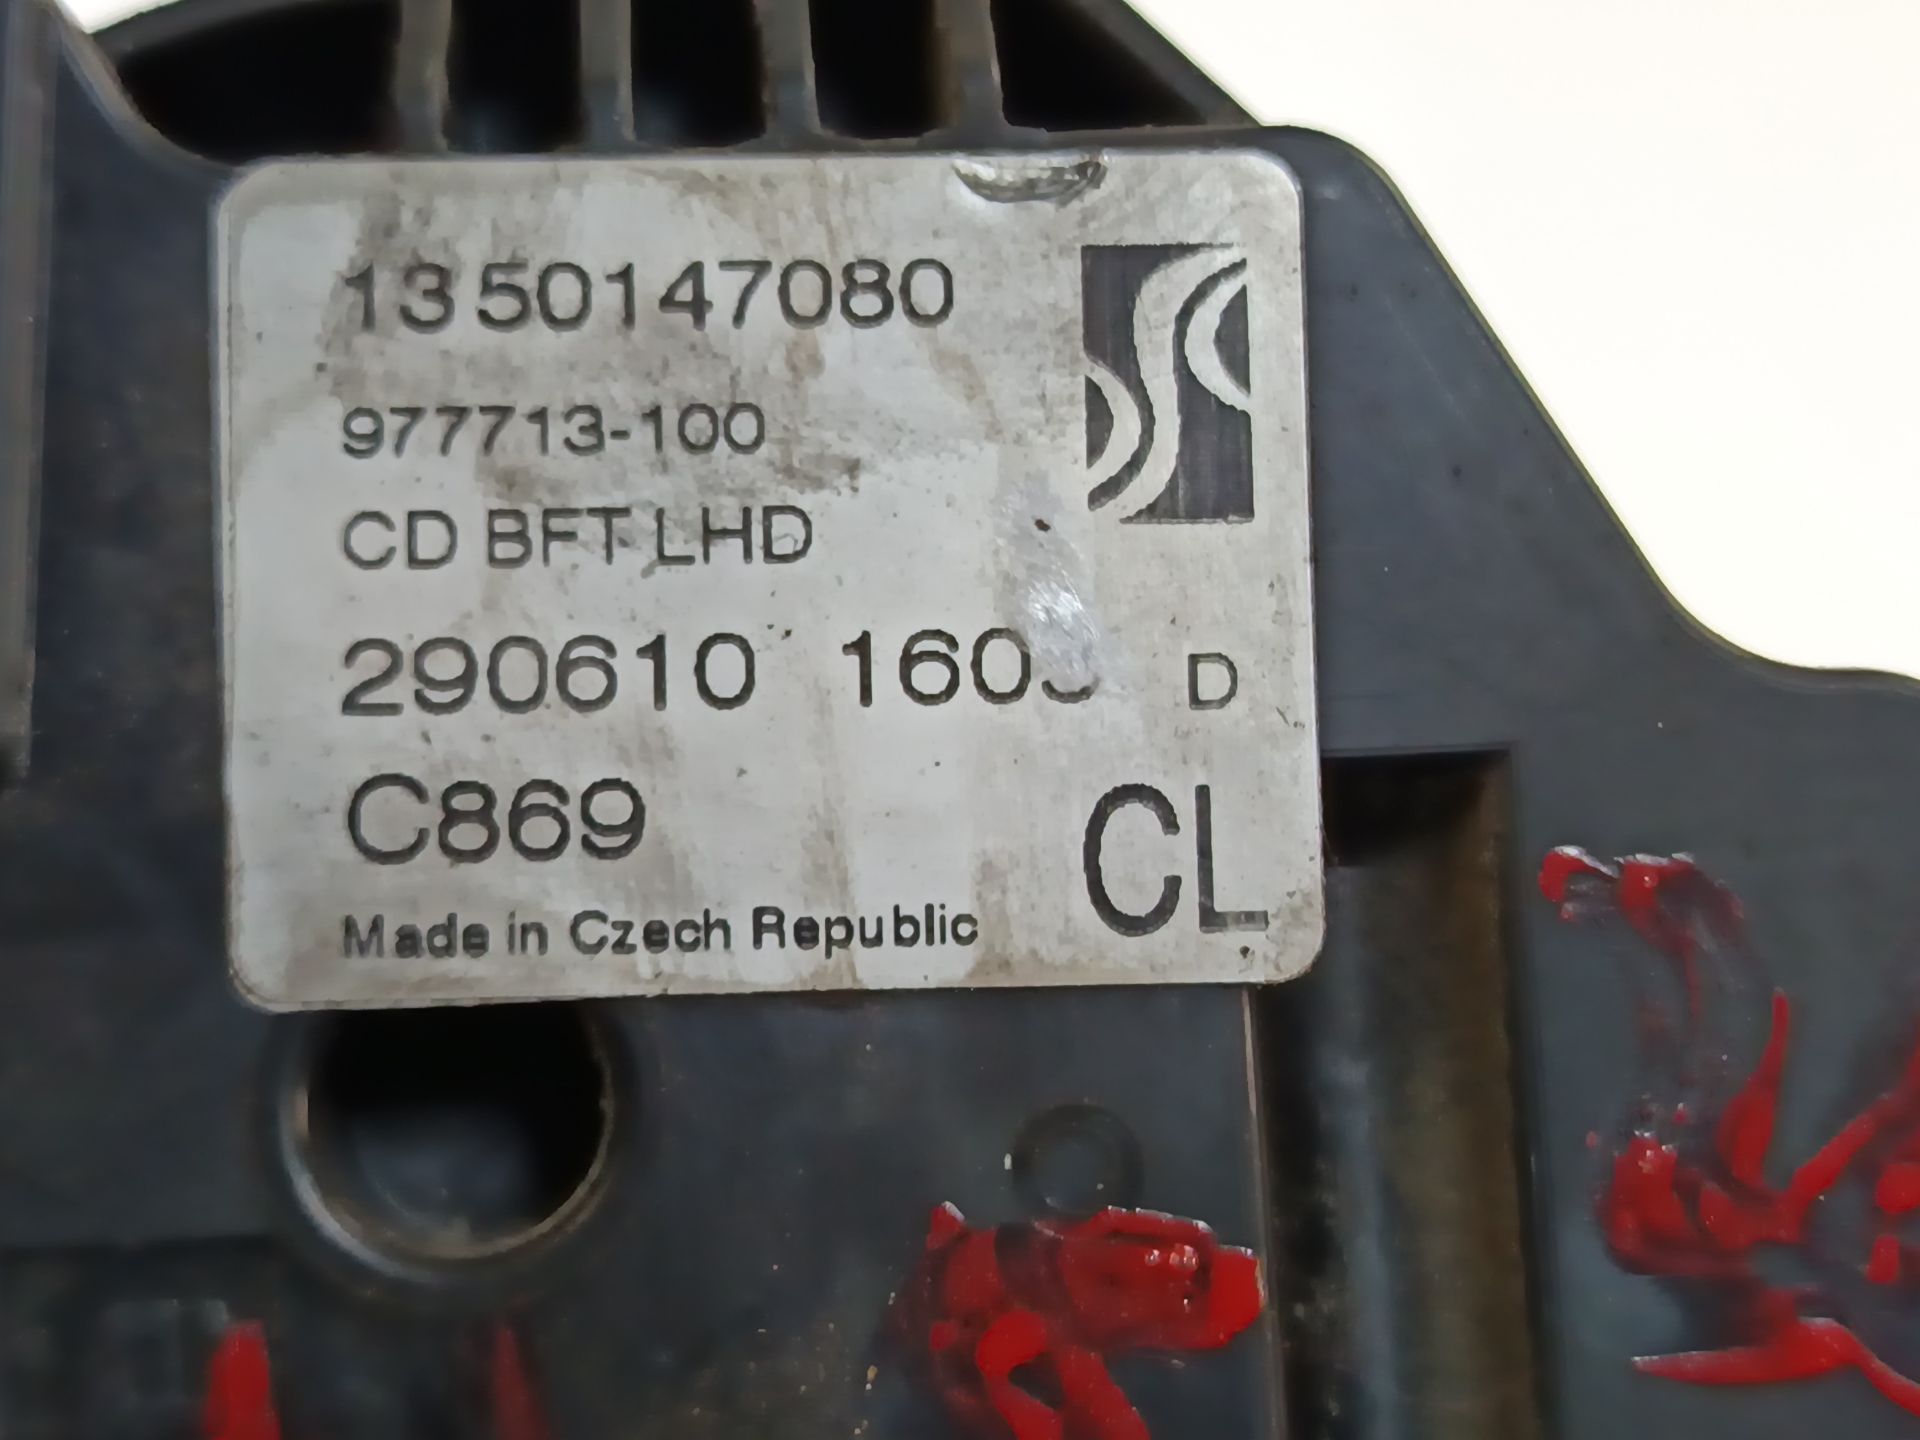 1350147080
977713-100
CD BFT LHD
290610 D
C869 CL
Made in Czech Republic